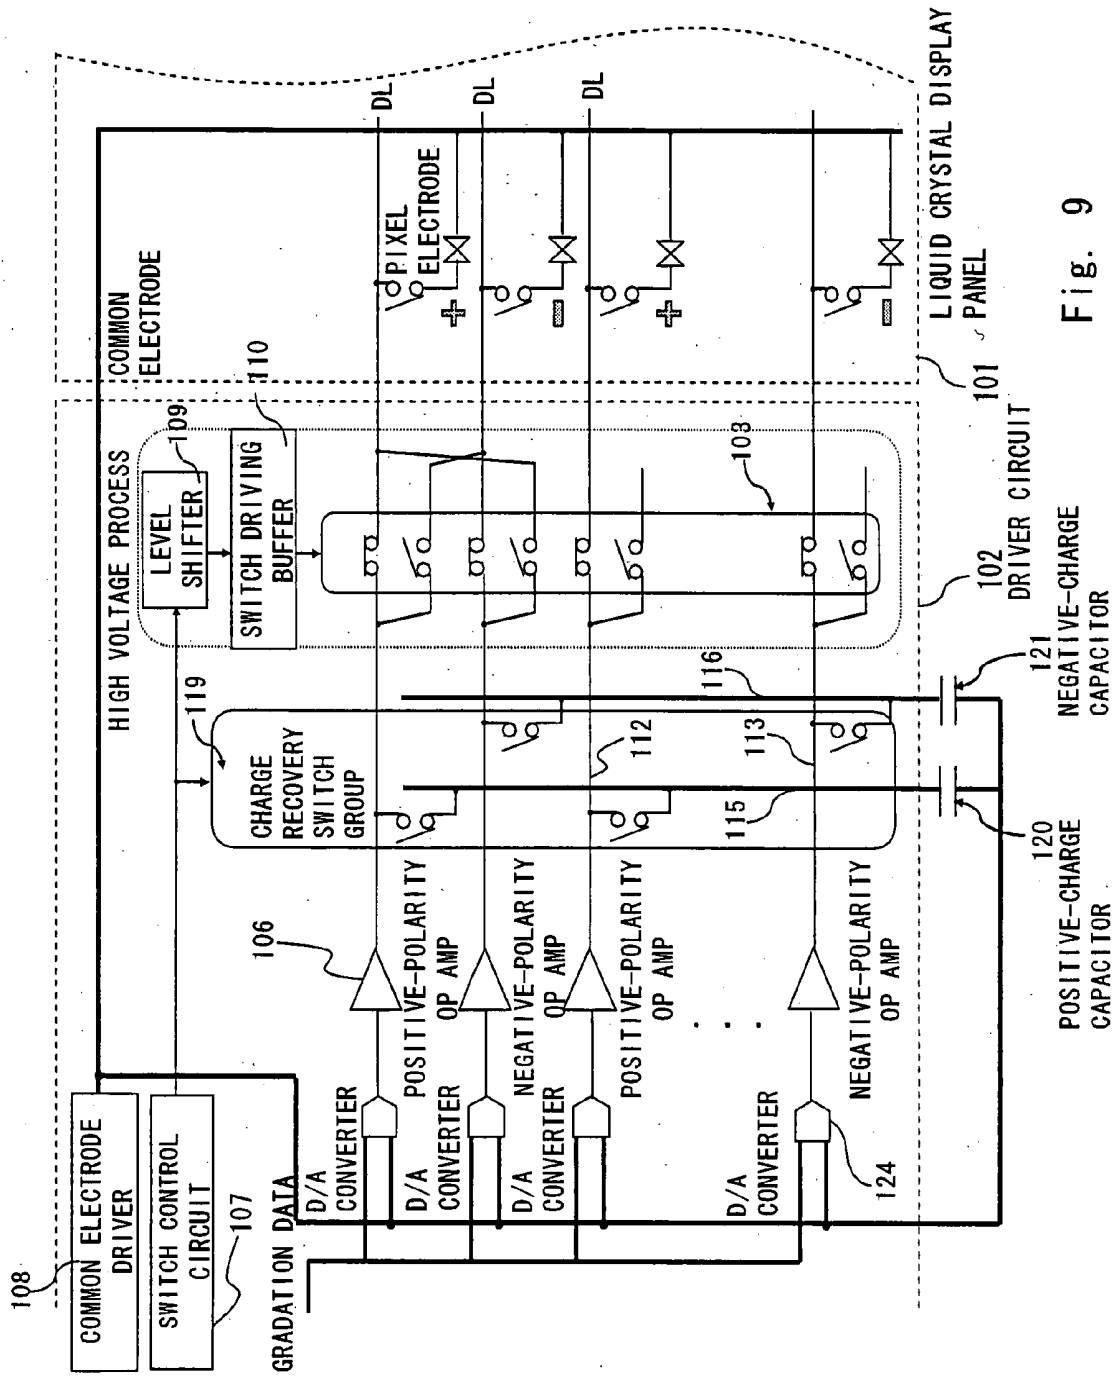 108
COMMON ELECTRODE
DRIVER
SWITCH CONTROL
CIRCUIT
107
GRADATION DATA
HIGH VOLTAGE PROCESS
LEVEL
SHIFTER
109
SWITCH DRIVING
BUFFER
110
COMMON
ELECTRODE
119
CHARGE
RECOVERY
SWITCH
GROUP
D/A
CONVERTER
D/A
CONVERTER
D/A
CONVERTER
D/A
CONVERTER
124
106
POSITIVE-POLARITY
OP AMP
NEGATIVE-POLARITY
OP AMP
POSITIVE-POLARITY
OP AMP
. . .
NEGATIVE-POLARITY
OP AMP
112
113
115
116
103
PIXEL
ELECTRODE
DL
DL
DL
+
−
+
−
101
LIQUID CRYSTAL DISPLAY
PANEL
102
DRIVER CIRCUIT
120
POSITIVE-CHARGE
CAPACITOR
121
NEGATIVE-CHARGE
CAPACITOR
Fig. 9